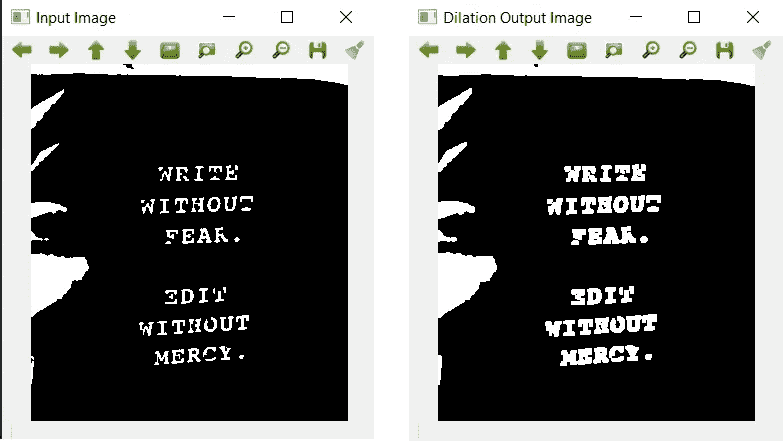 Input Image
Dilation Output Image
WRITE
WITHOUT
FEAR.
EDIT
WITHOUT
MERCY.
WRITE
WITHOUT
FEAR.
EDIT
WITHOUT
MERCY.